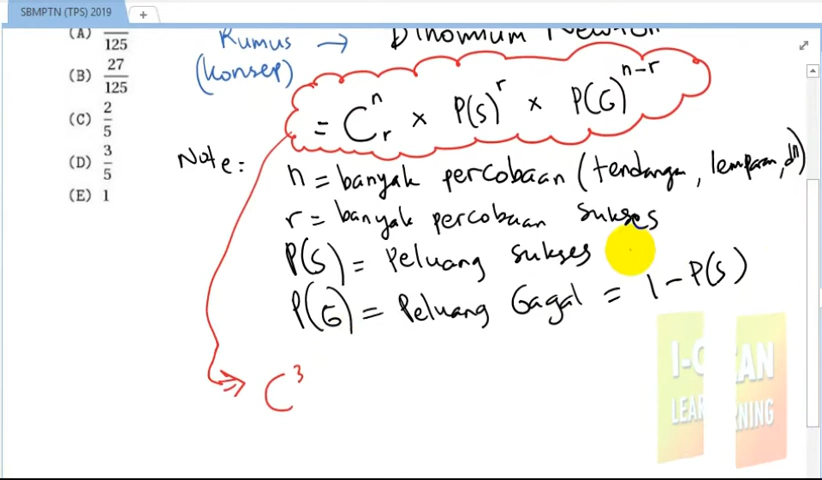 SBMPTN (TPS) 2019
(A) 125
(B) 27/125
(C) 2/5
(D) 3/5
(E) 1
Rumus → Binomium Newton
(konsep)
= C^n_r × P(S)^r × P(G)^{n-r}
Note:
n = banyak percobaan (tendangan, lemparan, dll)
r = banyak percobaan sukses
P(S) = Peluang sukses
P(G) = Peluang Gagal = 1 - P(S)
C^3
LEARNING